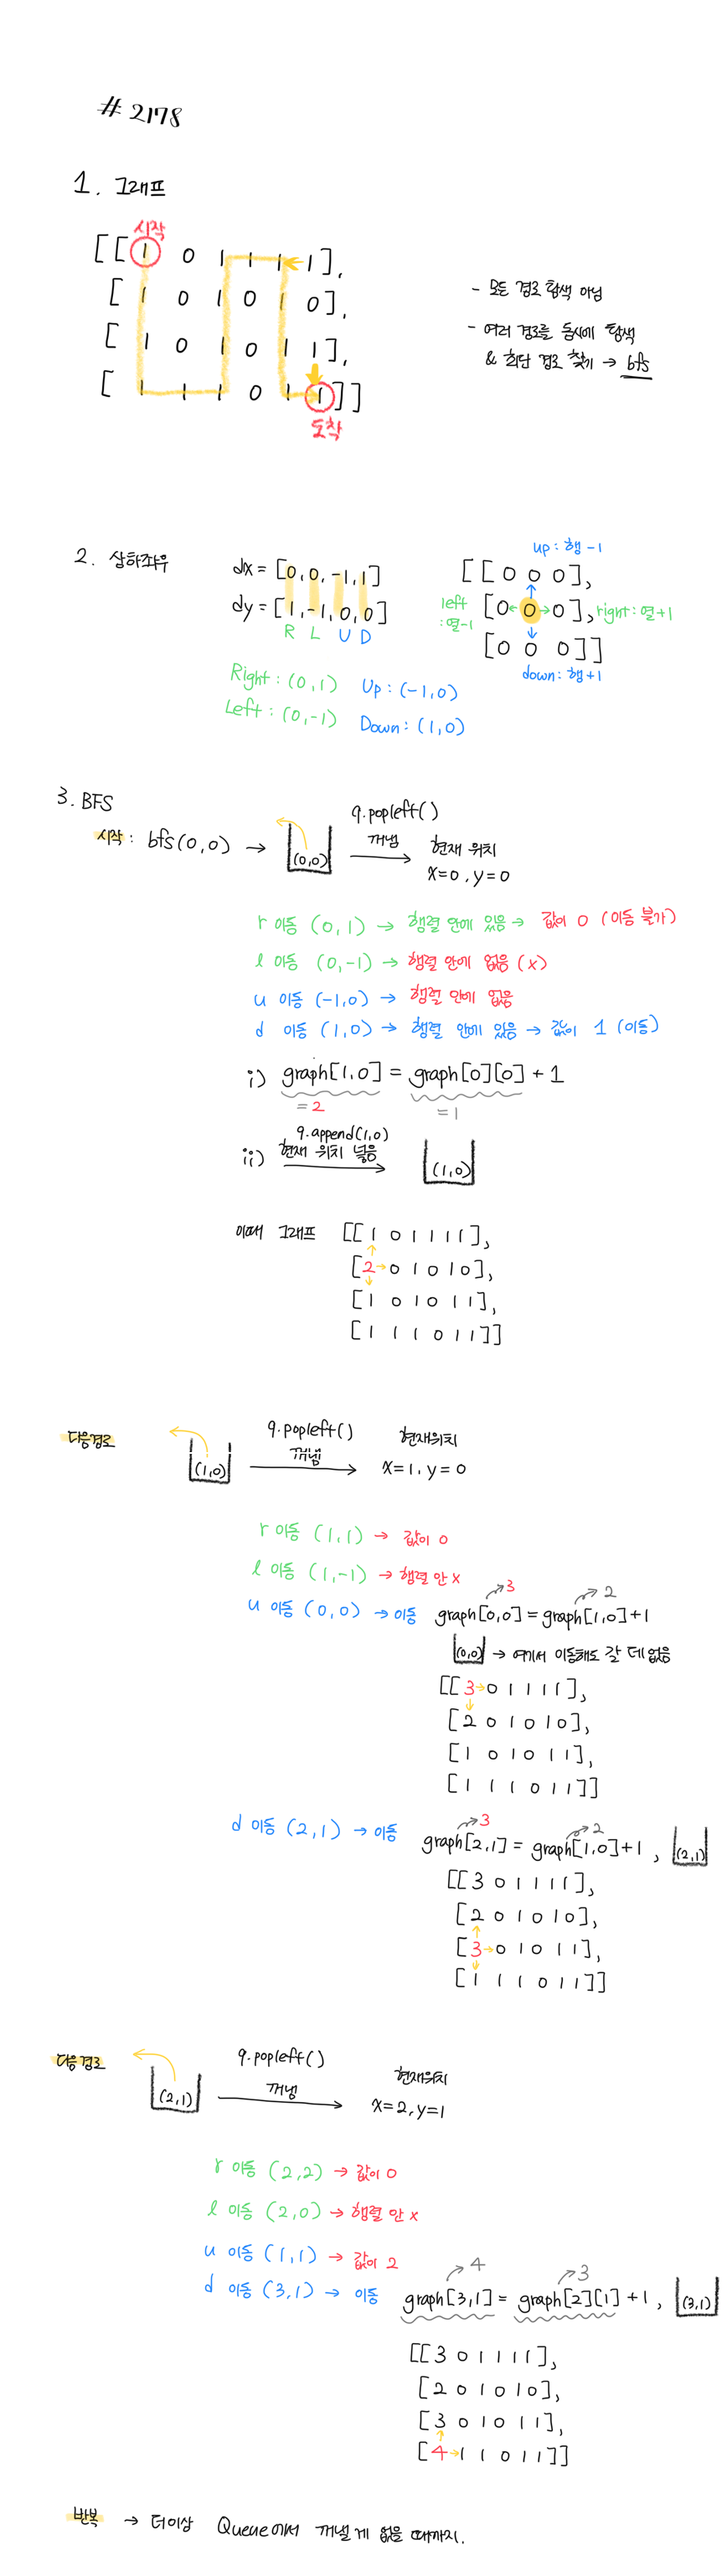 # 2178
1. 그래프
시작
[[1 0 1 1 1 1],
[1 0 1 0 1 0],
[1 0 1 0 1 1],
[1 1 1 0 1 1]]
도착
- 모든 경로 탐색 아님
- 여러 경로를 동시에 탐색
& 최단 경로 찾기 → bfs
2. 상하좌우
dx = [0, 0, -1, 1]
dy = [1, -1, 0, 0]
R L U D
Right : (0, 1) Up : (-1, 0)
Left : (0, -1) Down : (1, 0)
up : 행 -1
[[0 0 0],
left : 열-1
[0 0 0],
right : 열+1
[0 0 0]]
down : 행+1
3. BFS
시작 : bfs(0,0) → (0,0)
q.popleft()
꺼냄
현재 위치
x=0, y=0
r 이동 (0, 1) → 행렬 안에 있음 → 값이 0 (이동 불가)
l 이동 (0, -1) → 행렬 안에 없음 (x)
u 이동 (-1, 0) → 행렬 안에 없음
d 이동 (1, 0) → 행렬 안에 있음 → 값이 1 (이동)
i) graph[1, 0] = graph[0][0] + 1
= 2 = 1
q.append(1, 0)
ii) 현재 위치 넣음 (1, 0)
이때 그래프 [[1 0 1 1 1 1],
[2 → 0 1 0 1 0],
[1 0 1 0 1 1],
[1 1 1 0 1 1]]
다음경로
(1, 0)
q.popleft()
꺼냄
현재위치
x=1, y=0
r 이동 (1, 1) → 값이 0
l 이동 (1, -1) → 행렬 안 x
u 이동 (0, 0) → 이동
3 2
graph[0, 0] = graph[1, 0] + 1
(0,0) → 여기서 이동해도 갈 데 없음
[[3 → 0 1 1 1 1],
[2 0 1 0 1 0],
[1 0 1 0 1 1],
[1 1 1 0 1 1]]
d 이동 (2, 1) → 이동
3 2
graph[2, 1] = graph[1, 0] + 1, (2, 1)
[[3 0 1 1 1 1],
[2 0 1 0 1 0],
[3 → 0 1 0 1 1],
[1 1 1 0 1 1]]
다음경로
(2, 1)
q.popleft()
꺼냄
현재위치
x=2, y=1
r 이동 (2, 2) → 값이 0
l 이동 (2, 0) → 행렬 안 x
u 이동 (1, 1) → 값이 2
d 이동 (3, 1) → 이동
4 3
graph[3, 1] = graph[2][1] + 1, (3, 1)
[[3 0 1 1 1 1],
[2 0 1 0 1 0],
[3 0 1 0 1 1],
[4 → 1 1 0 1 1]]
반복 → 더이상 Queue에서 꺼낼게 없을 때까지.